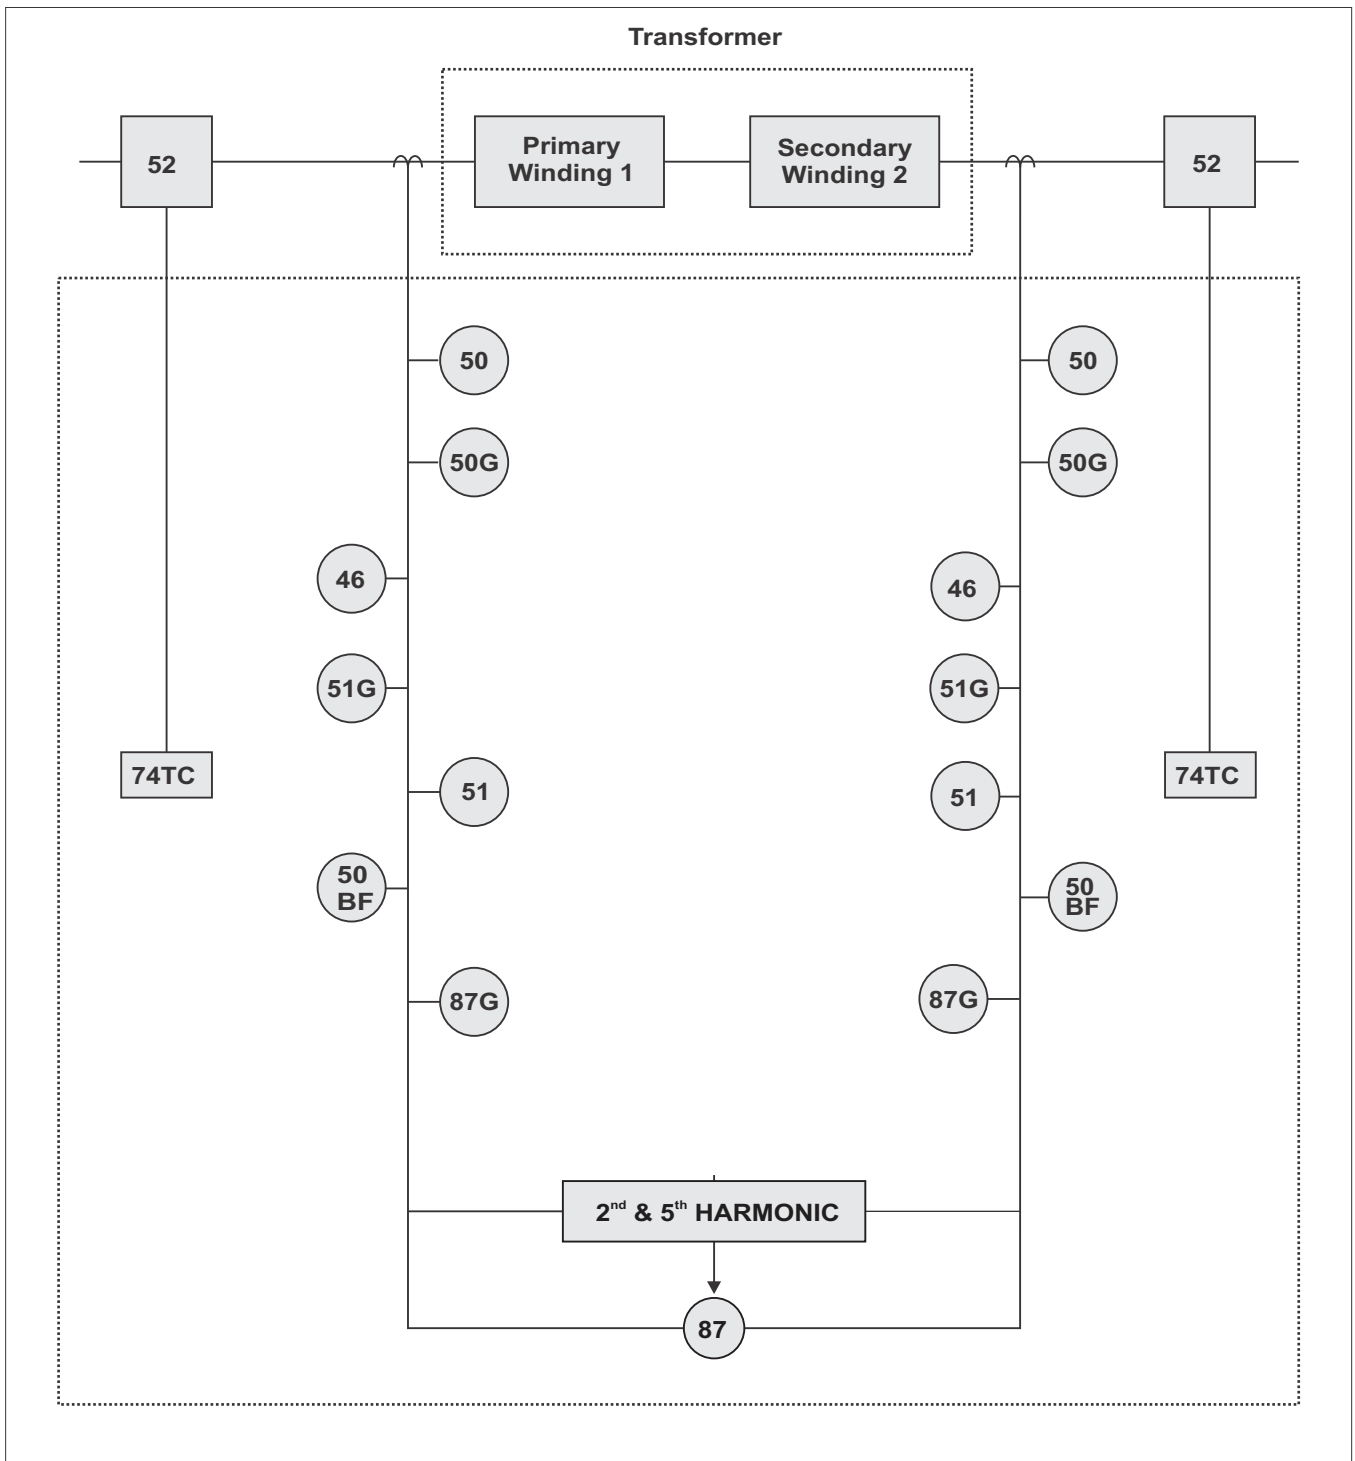 Transformer
52
Primary
Winding 1
Secondary
Winding 2
52
50
50
50G
50G
46
46
51G
51G
74TC
51
51
74TC
50
BF
50
BF
87G
87G
2nd & 5th HARMONIC
87